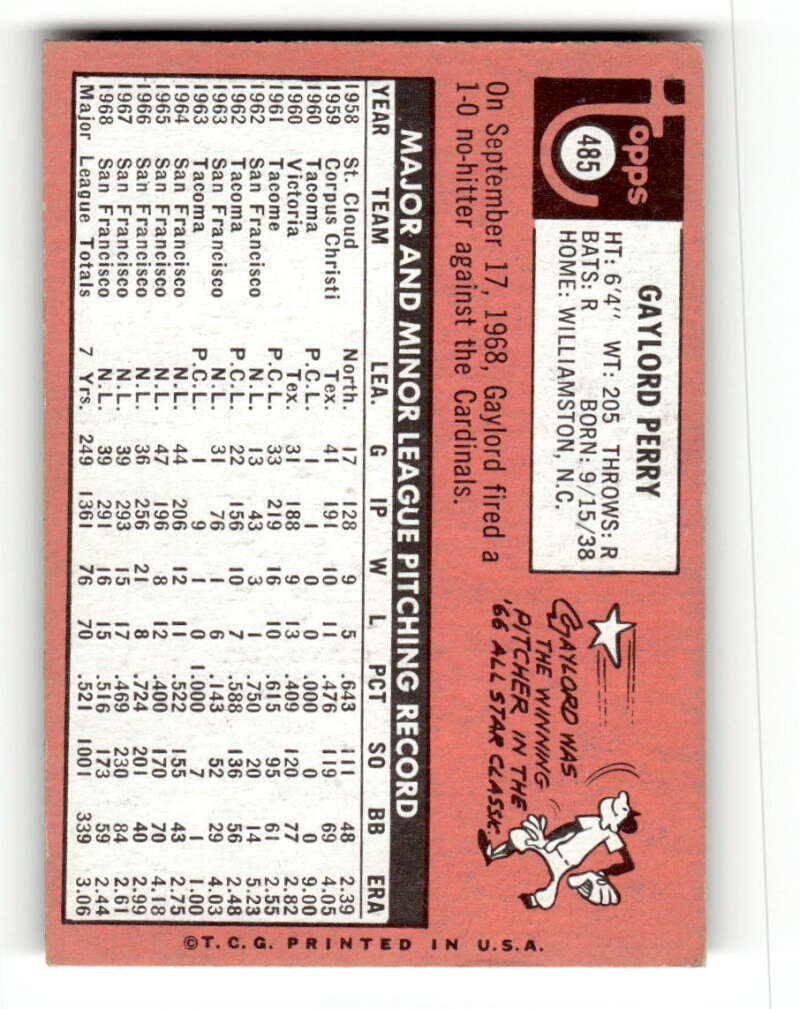 Topps
485
GAYLORD PERRY
HT: 6'4" WT: 205 THROWS: R
BATS: R BORN: 9/15/38
HOME: WILLIAMSTON, N.C.
On September 17, 1968, Gaylord fired a
1-0 no-hitter against the Cardinals.
GAYLORD WAS
THE WINNING
PITCHER IN THE
'66 ALL STAR CLASSIC.
MAJOR AND MINOR LEAGUE PITCHING RECORD
YEAR TEAM LEA. G IP W L PCT SO BB ERA
1958 St. Cloud North. 17 128 9 5 .643 111 48 2.39
1959 Corpus Christi Tex. 41 191 10 11 .476 119 69 4.05
1960 Tacoma P.C.L. 1 1 0 0 .000 0 0 9.00
1960 Victoria Tex. 31 188 9 13 .409 120 77 2.82
1961 Tacome P.C.L. 33 219 16 10 .615 95 61 2.55
1962 San Francisco N.L. 13 43 3 1 .750 20 14 5.23
1962 Tacoma P.C.L. 22 156 10 7 .588 136 56 2.48
1963 San Francisco N.L. 31 76 1 6 .143 52 29 4.03
1963 Tacoma P.C.L. 1 9 1 0 1.000 7 1 1.00
1964 San Francisco N.L. 44 206 12 11 .522 155 43 2.75
1965 San Francisco N.L. 47 196 8 12 .400 170 70 4.18
1966 San Francisco N.L. 36 256 21 8 .724 201 40 2.99
1967 San Francisco N.L. 39 293 15 17 .469 230 84 2.61
1968 San Francisco N.L. 39 291 16 15 .516 173 59 2.44
Major League Totals 7 Yrs. 249 1361 76 70 .521 1001 339 3.06
©T.C.G. PRINTED IN U.S.A.